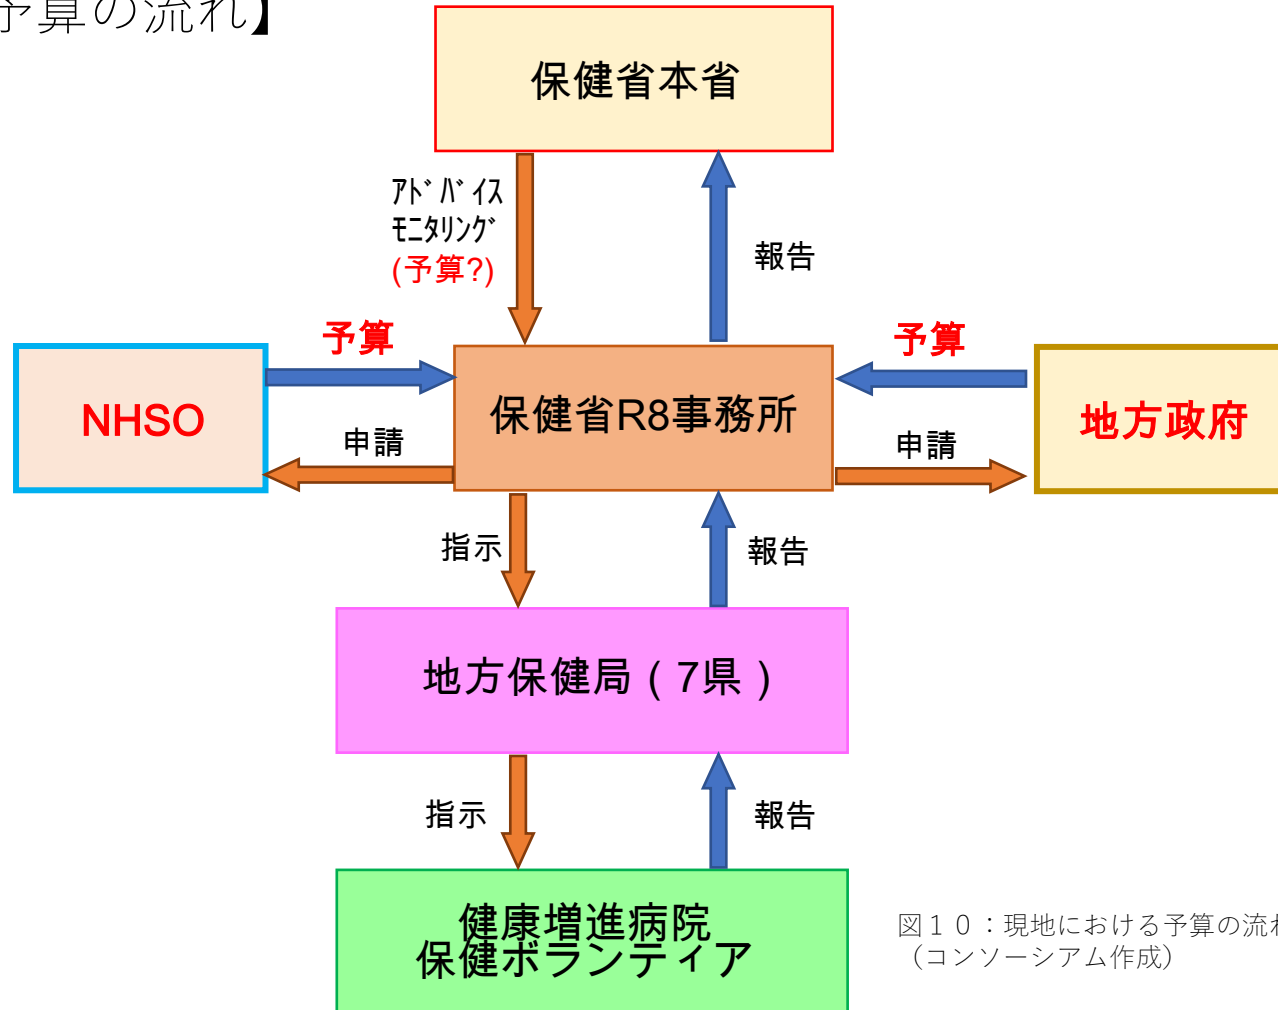 予算の流れ】
保健省本省
ｱﾄﾞﾊﾞｲｽ
ﾓﾆﾀﾘﾝｸﾞ
(予算?)
報告
予算
予算
NHSO
保健省R8事務所
地方政府
申請
申請
指示
報告
地方保健局（7県）
指示
報告
健康増進病院
保健ボランティア
図１０：現地における予算の流れ
（コンソーシアム作成）